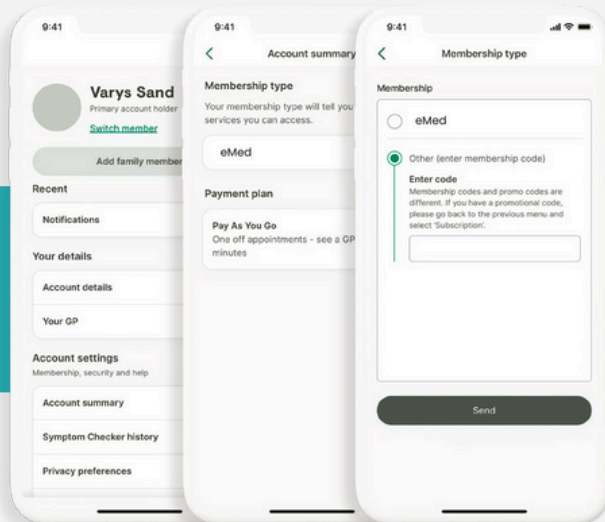 9:41
Varys Sand
Primary account holder
Switch member
Add family member
Recent
Notifications
Your details
Account details
Your GP
Account settings
Membership, security and help
Account summary
Symptom Checker history
Privacy preferences
9:41
Account summary
Membership type
Your membership type will tell you
services you can access.
eMed
Payment plan
Pay As You Go
One off appointments - see a GP
minutes
9:41
Membership type
Membership
eMed
Other (enter membership code)
Enter code
Membership codes and promo codes are
different. If you have a promotional code,
please go back to the previous menu and
select 'Subscription'.
Send